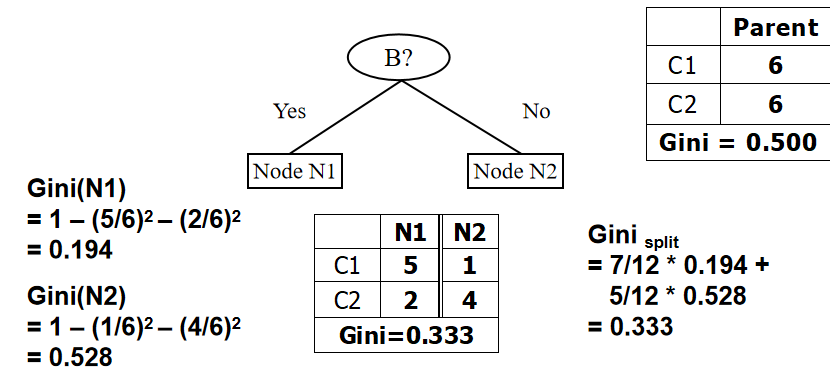 B?
Yes
No
Node N1
Node N2
Parent
C1 6
C2 6
Gini = 0.500
Gini(N1)
= 1 – (5/6)² – (2/6)²
= 0.194
Gini(N2)
= 1 – (1/6)² – (4/6)²
= 0.528
N1 N2
C1 5 1
C2 2 4
Gini=0.333
Gini split
= 7/12 * 0.194 +
5/12 * 0.528
= 0.333